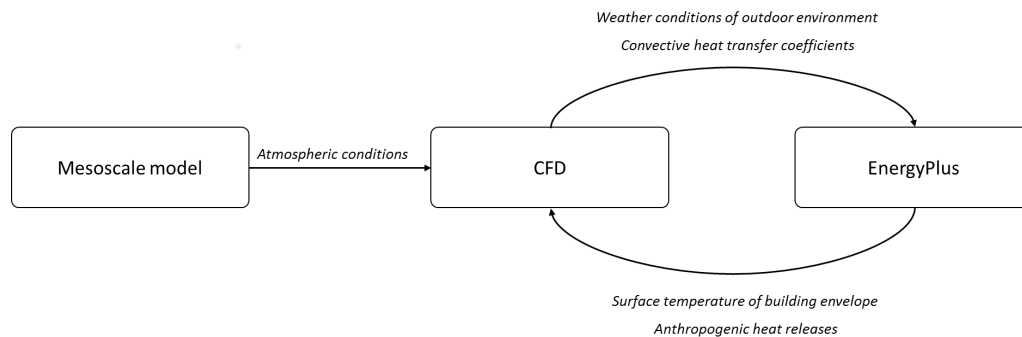 Weather conditions of outdoor environment
Convective heat transfer coefficients
Mesoscale model
Atmospheric conditions
CFD
EnergyPlus
Surface temperature of building envelope
Anthropogenic heat releases